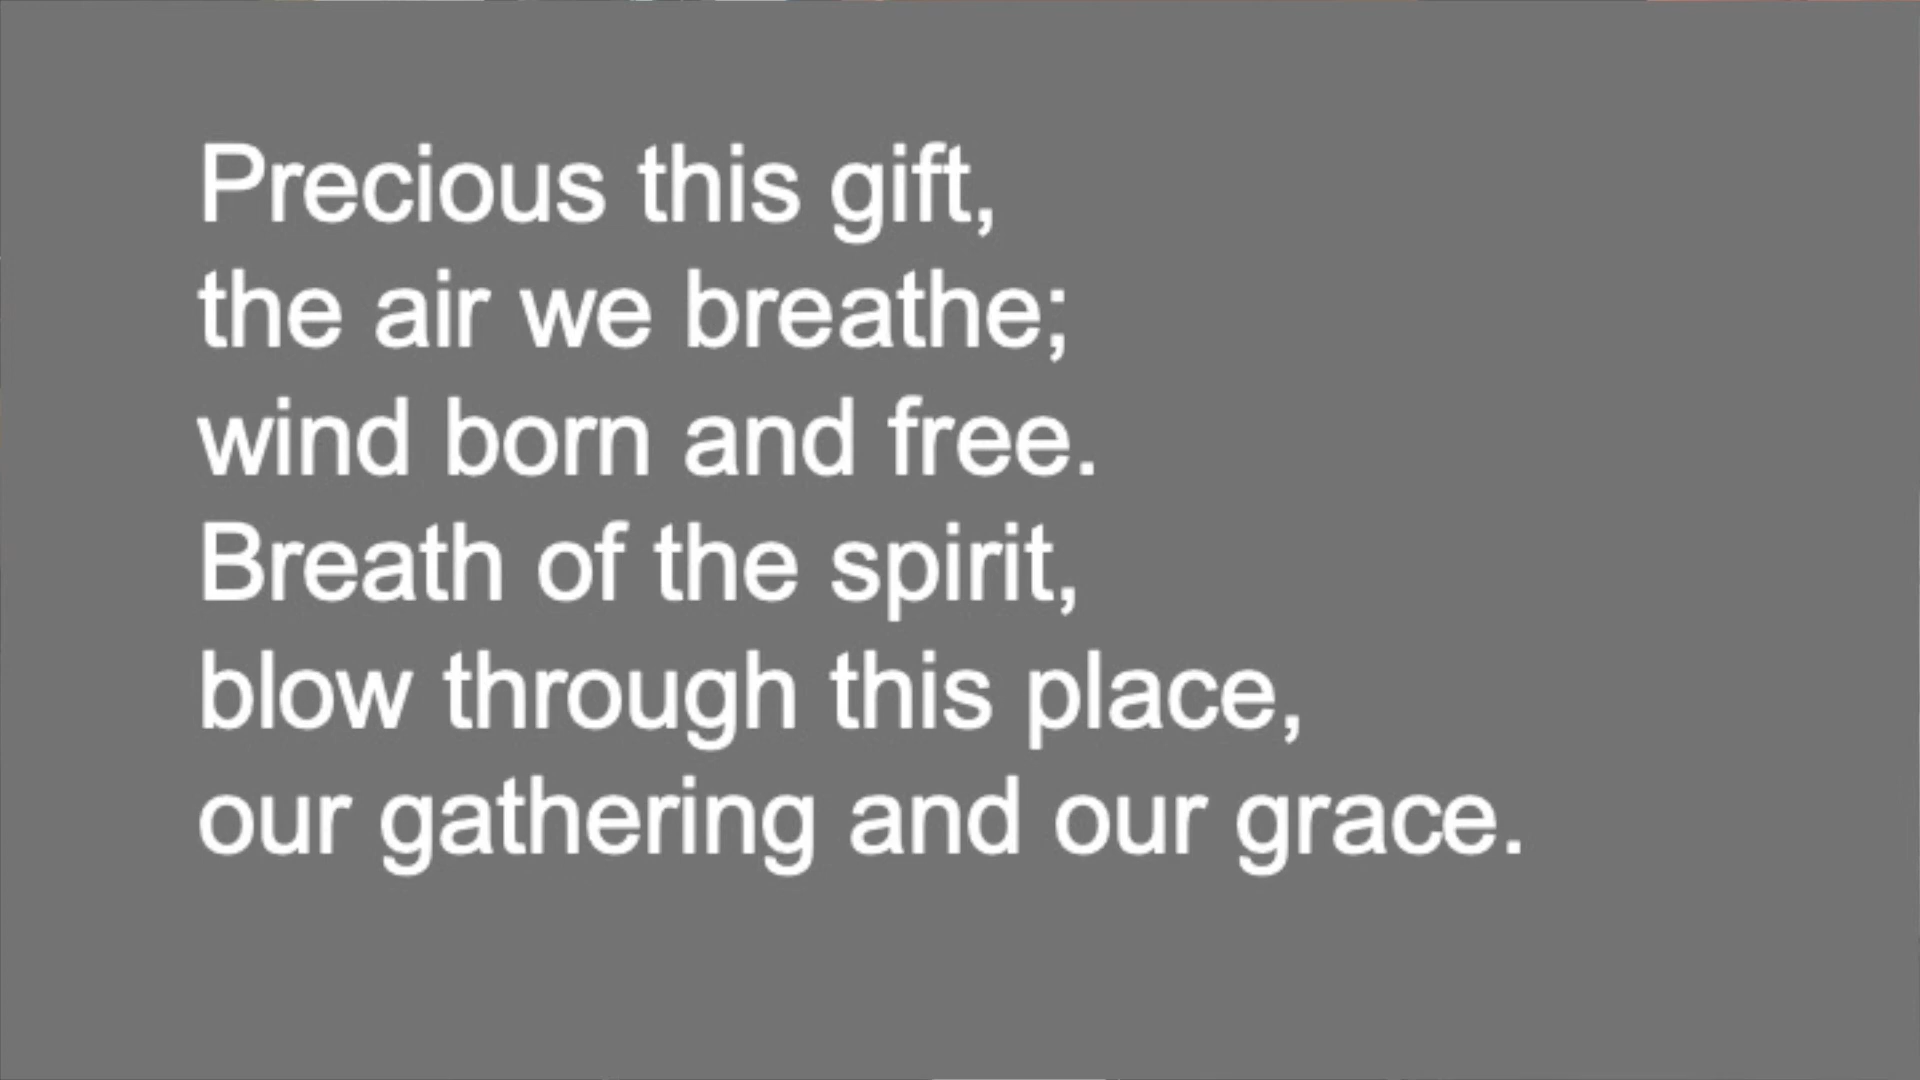 Precious this gift,
the air we breathe;
wind born and free.
Breath of the spirit,
blow through this place,
our gathering and our grace.